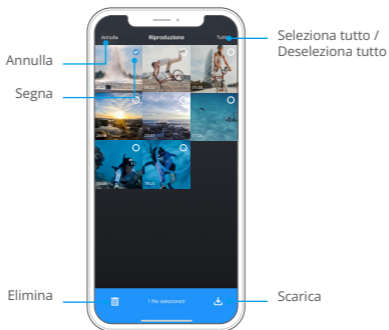 Annulla
Riproduzione
Tutto
Seleziona tutto /
Deseleziona tutto
Annulla
Segna
1 file selezionati
Elimina
Scarica